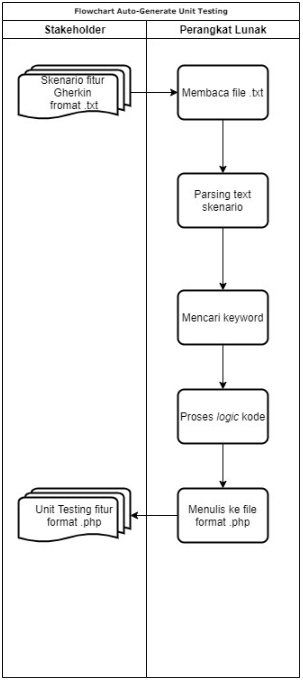 Flowchart Auto-Generate Unit Testing
Stakeholder
Perangkat Lunak
Skenario fitur
Gherkin
fromat .txt
Membaca file .txt
Parsing text
skenario
Mencari keyword
Proses logic kode
Unit Testing fitur
format .php
Menulis ke file
format .php